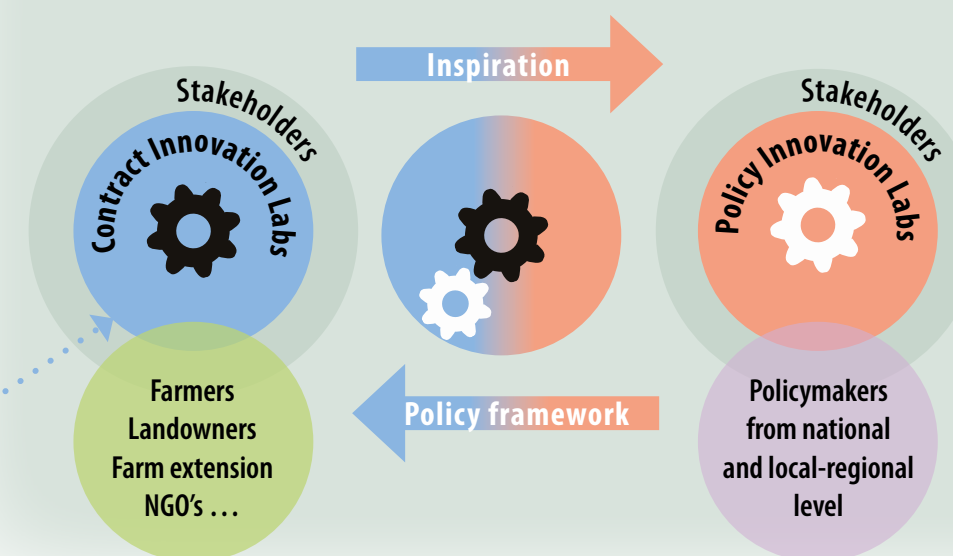 Inspiration
Stakeholders
Contract Innovation Labs
Stakeholders
Policy Innovation Labs
Farmers
Landowners
Farm extension
NGO's …
Policy framework
Policymakers
from national
and local-regional
level